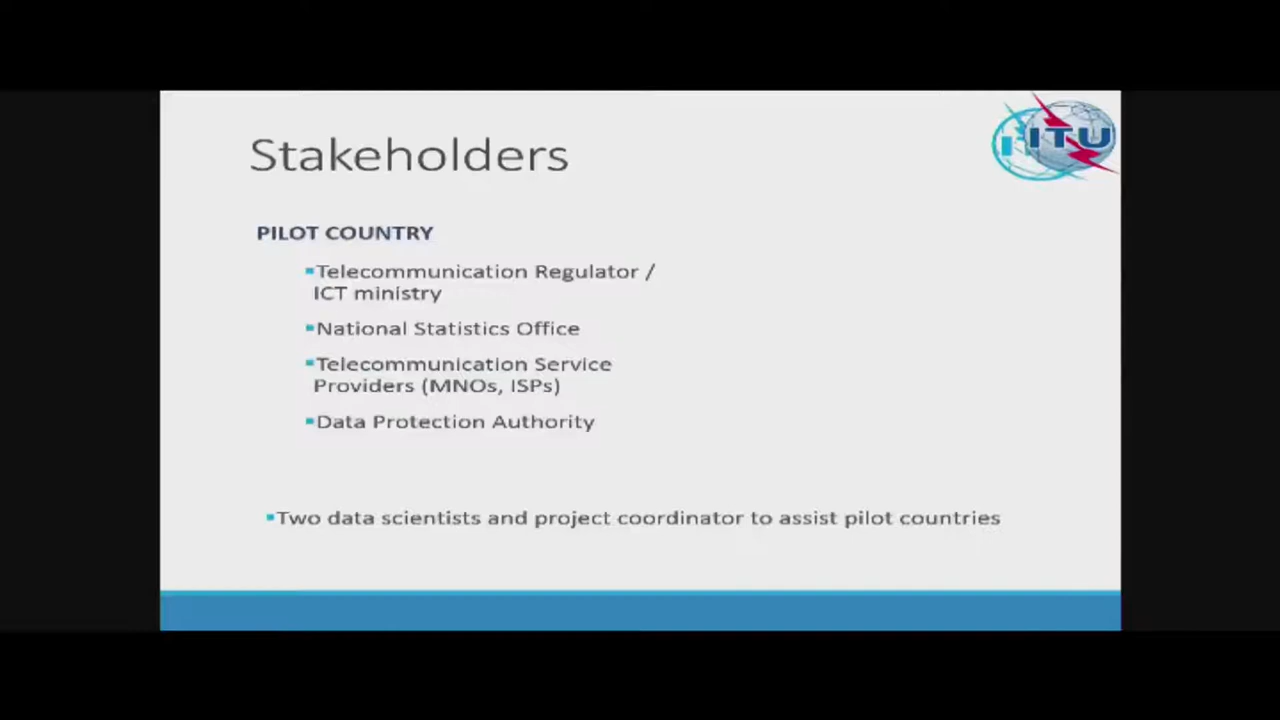 ITU
Stakeholders
PILOT COUNTRY
▪Telecommunication Regulator /
ICT ministry
▪National Statistics Office
▪Telecommunication Service
Providers (MNOs, ISPs)
▪Data Protection Authority
▪Two data scientists and project coordinator to assist pilot countries